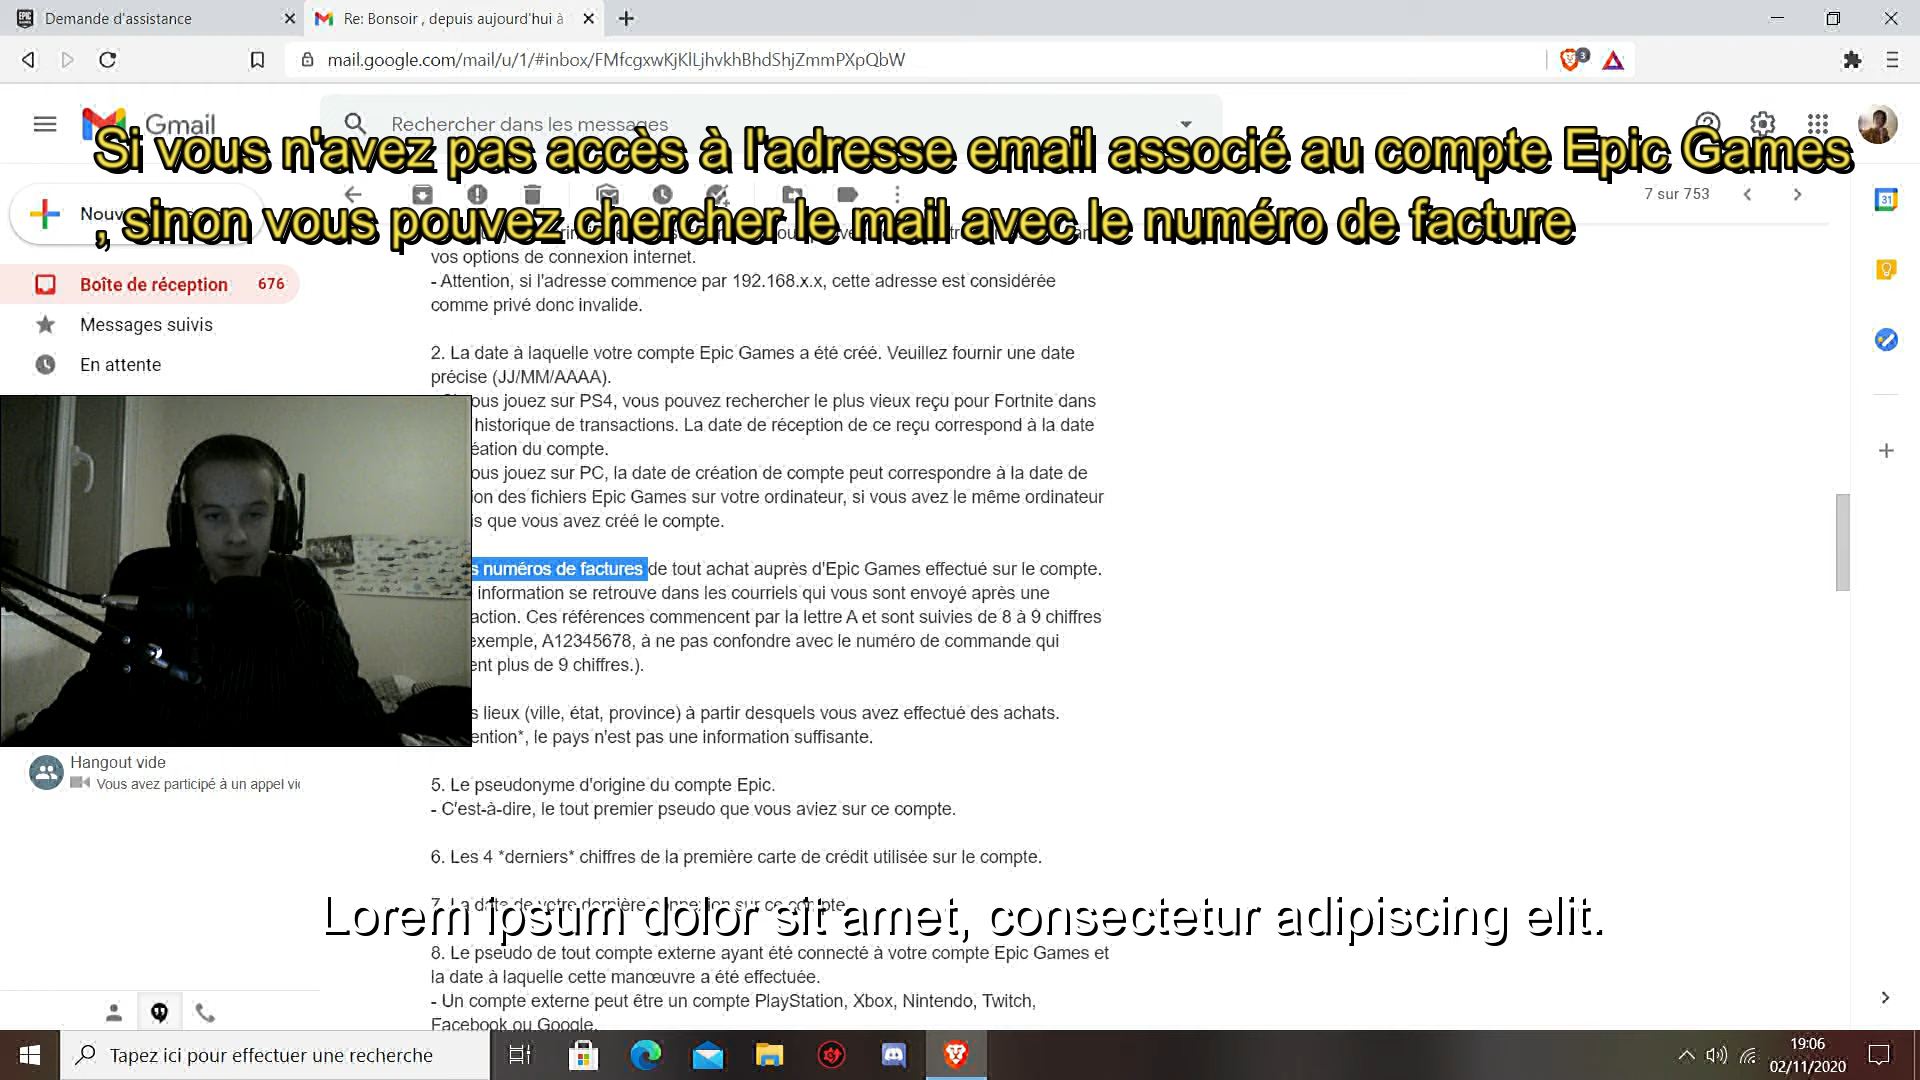 Demande d'assistance
Re: Bonsoir , depuis aujourd'hui à
mail.google.com/mail/u/1/#inbox/FMfcgxwKjKlLjhvkhBhdShjZmmPXpQbW
3
Gmail
Rechercher dans les messages
Si vous n'avez pas accès à l'adresse email associé au compte Epic Games
, sinon vous pouvez chercher le mail avec le numéro de facture
7 sur 753
31
vos options de connexion internet.
- Attention, si l'adresse commence par 192.168.x.x, cette adresse est considérée
comme privé donc invalide.
Boîte de réception 676
Messages suivis
En attente
2. La date à laquelle votre compte Epic Games a été créé. Veuillez fournir une date
précise (JJ/MM/AAAA).
vous jouez sur PS4, vous pouvez rechercher le plus vieux reçu pour Fortnite dans
historique de transactions. La date de réception de ce reçu correspond à la date
du compte.
jouez sur PC, la date de création de compte peut correspondre à la date de
des fichiers Epic Games sur votre ordinateur, si vous avez le même ordinateur
que vous avez créé le compte.
numéros de factures de tout achat auprès d'Epic Games effectué sur le compte.
information se retrouve dans les courriels qui vous sont envoyé après une
Ces références commencent par la lettre A et sont suivies de 8 à 9 chiffres
exemple, A12345678, à ne pas confondre avec le numéro de commande qui
plus de 9 chiffres.).
lieux (ville, état, province) à partir desquels vous avez effectué des achats.
le pays n'est pas une information suffisante.
5. Le pseudonyme d'origine du compte Epic.
- C'est-à-dire, le tout premier pseudo que vous aviez sur ce compte.
6. Les 4 *derniers* chiffres de la première carte de crédit utilisée sur le compte.
7. La date de votre dernière connexion sur ce compte.
Lorem ipsum dolor sit amet, consectetur adipiscing elit.
8. Le pseudo de tout compte externe ayant été connecté à votre compte Epic Games et
la date à laquelle cette manœuvre a été effectuée.
- Un compte externe peut être un compte PlayStation, Xbox, Nintendo, Twitch,
Facebook ou Google.
Hangout vide
Vous avez participé à un appel
Tapez ici pour effectuer une recherche
19:06
02/11/2020